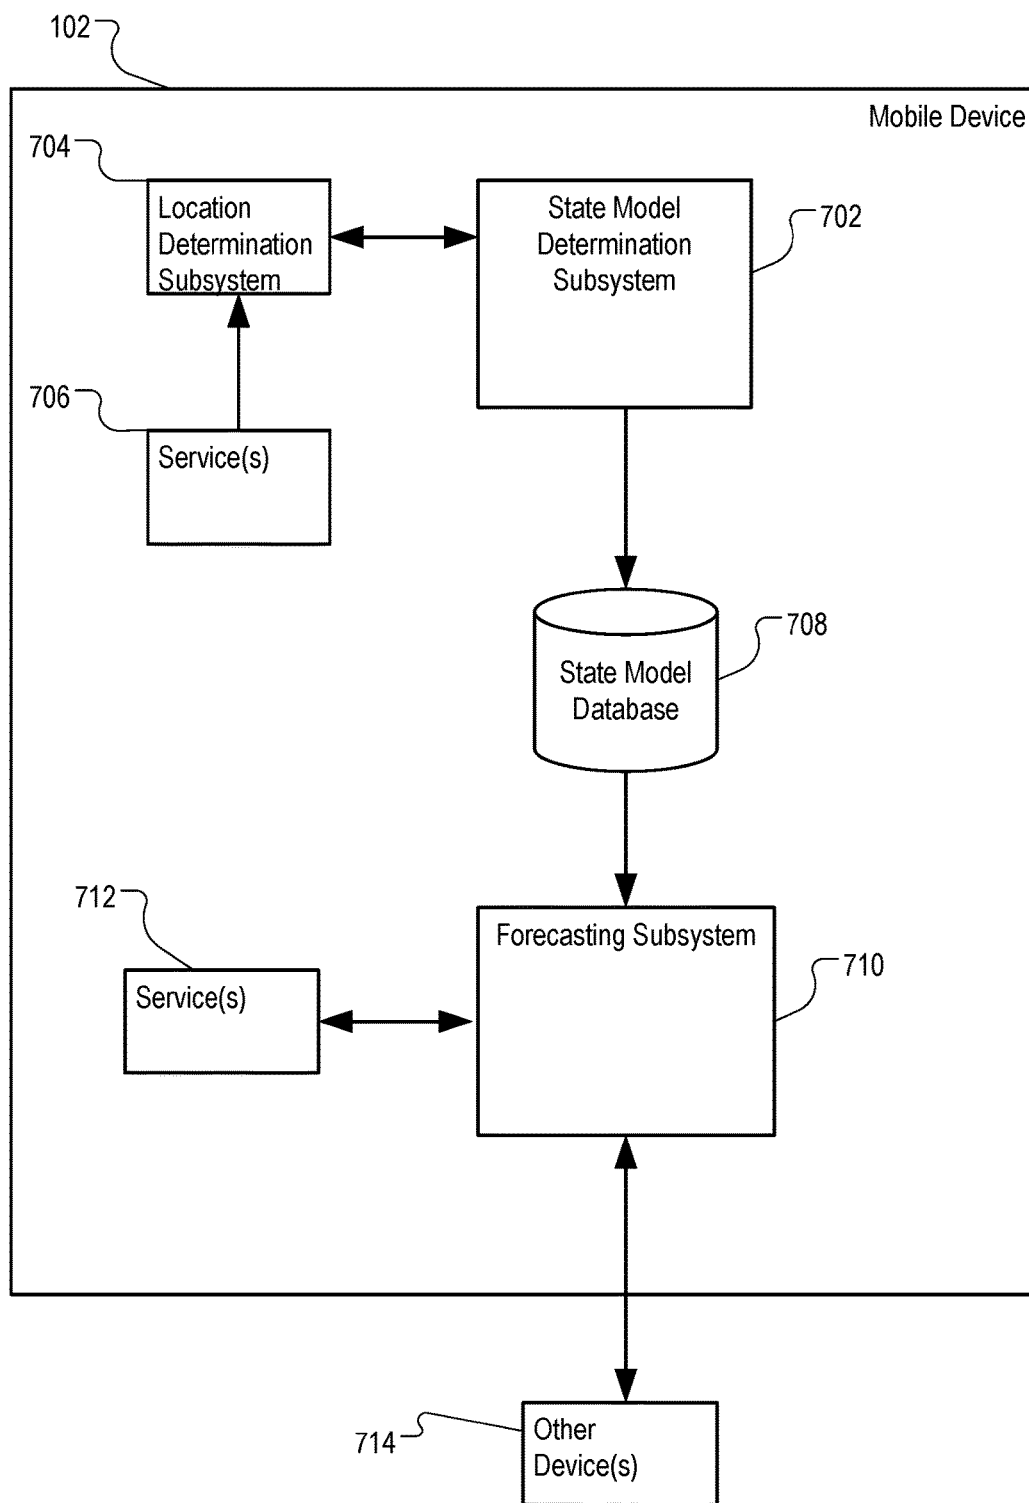 102
Mobile Device
704
Location
Determination
Subsystem
State Model
Determination
Subsystem
702
706
Service(s)
State Model
Database
708
712
Service(s)
Forecasting Subsystem
710
714
Other
Device(s)